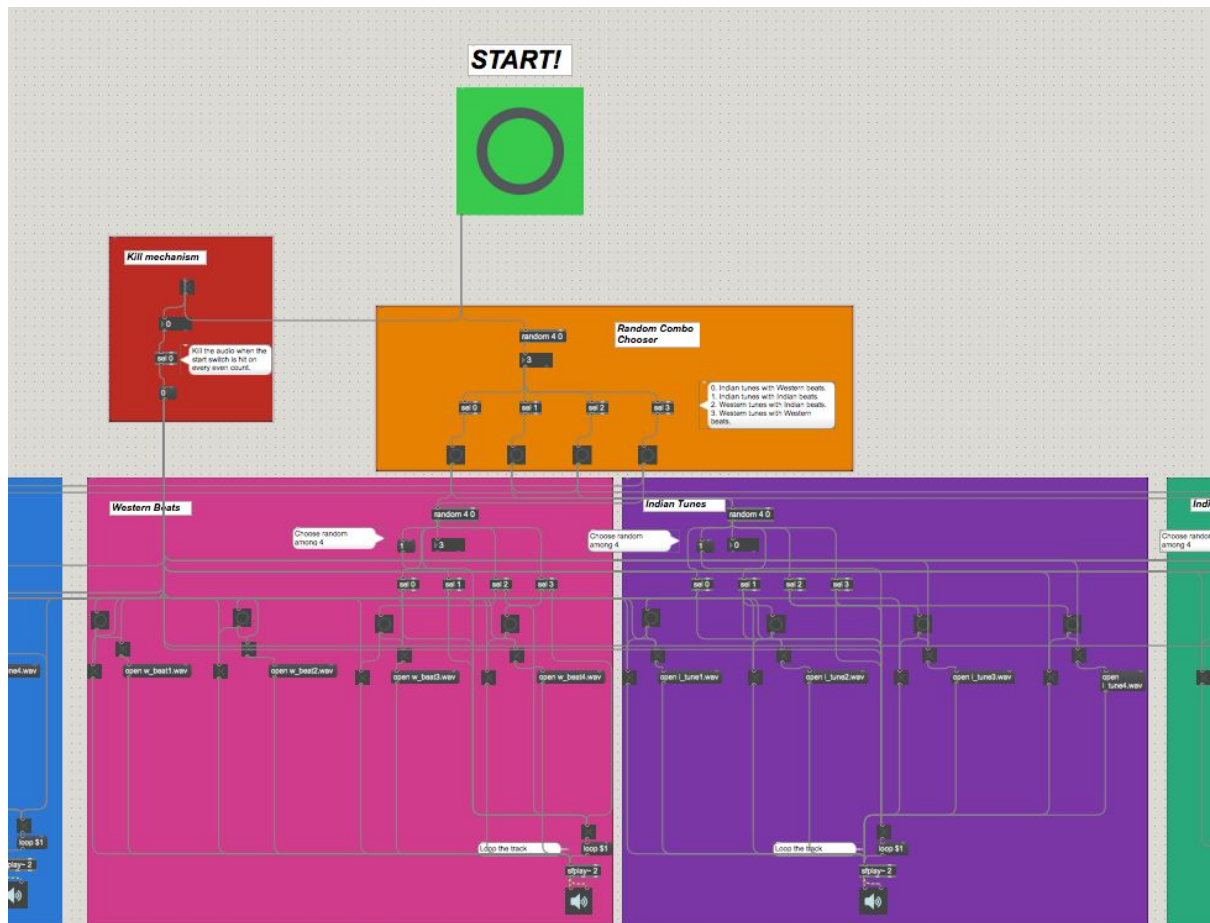 START!
Kill mechanism
0
sel 0
Kill the audio when the
start switch is hit on
every even count.
0
random 4 0
Random Combo
Chooser
3
0. Indian tunes with Western beats.
1. Indian tunes with Indian beats.
2. Western tunes with Indian beats.
3. Western tunes with Western
beats.
sel 0
sel 1
sel 2
sel 3
Western Beats
random 4 0
Choose random
among 4
1
3
sel 0
sel 1
sel 2
sel 3
open w_beat1.wav
open w_beat2.wav
open w_beat3.wav
open w_beat4.wav
Loop the track
loop $1
sfplay~ 2
Indian Tunes
random 4 0
Choose random
among 4
1
0
sel 0
sel 1
sel 2
sel 3
open i_tune1.wav
open i_tune2.wav
open i_tune3.wav
open
i_tune4.wav
Loop the track
loop $1
sfplay~ 2
Indi
Choose random
among 4
ne4.wav
loop $1
play~ 2